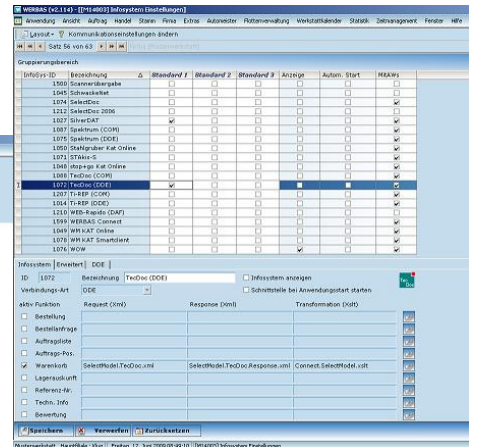 WERBAS (v2.114) - [[M14003] Infosystem Einstellungen]
Anwendung Ansicht Auftrag Handel Stamm Firma Extras Automeister Flottenverwaltung Werkstattkalender Statistik Zeitmanagement Fenster Hilfe
Layout Kommunikationseinstellungen ändern
Satz 56 von 63
Gruppierungsbereich
InfoSys-ID Bezeichnung Standard 1 Standard 2 Standard 3 Anzeige Autom. Start MRAWs
1500 Scannerübergabe
1045 SchwackeNet
1074 SelectDoc
1212 SelectDoc 2006
1027 SilverDAT
1087 Spektrum (COM)
1075 Spektrum (DDE)
1050 Stahlgruber Kat Online
1071 STAkis-S
1048 stop+go Kat Online
1088 TecDoc (COM)
1072 TecDoc (DDE)
1207 Ti-REP (COM)
1014 Ti-REP (DDE)
1210 WEB-Rapido (DAF)
1599 WERBAS Connect
1049 WM KAT Online
1078 WM KAT Smartclient
1076 WOW
Infosystem Erweitert DDE
ID 1072 Bezeichnung TecDoc (DDE) Infosystem anzeigen
Verbindungs-Art DDE Schnittstelle bei Anwendungsstart starten
aktiv Funktion Request (Xml) Response (Xml) Transformation (Xslt)
Bestellung
Bestellanfrage
Auftragsliste
Auftrags-Pos.
Warenkorb SelectModel.TecDoc.xml SelectModel.TecDoc.Response.xml Connect.SelectModel.xslt
Lagerauskunft
Referenz-Nr.
Techn. Info
Bewertung
Speichern Verwerfen Zurücksetzen